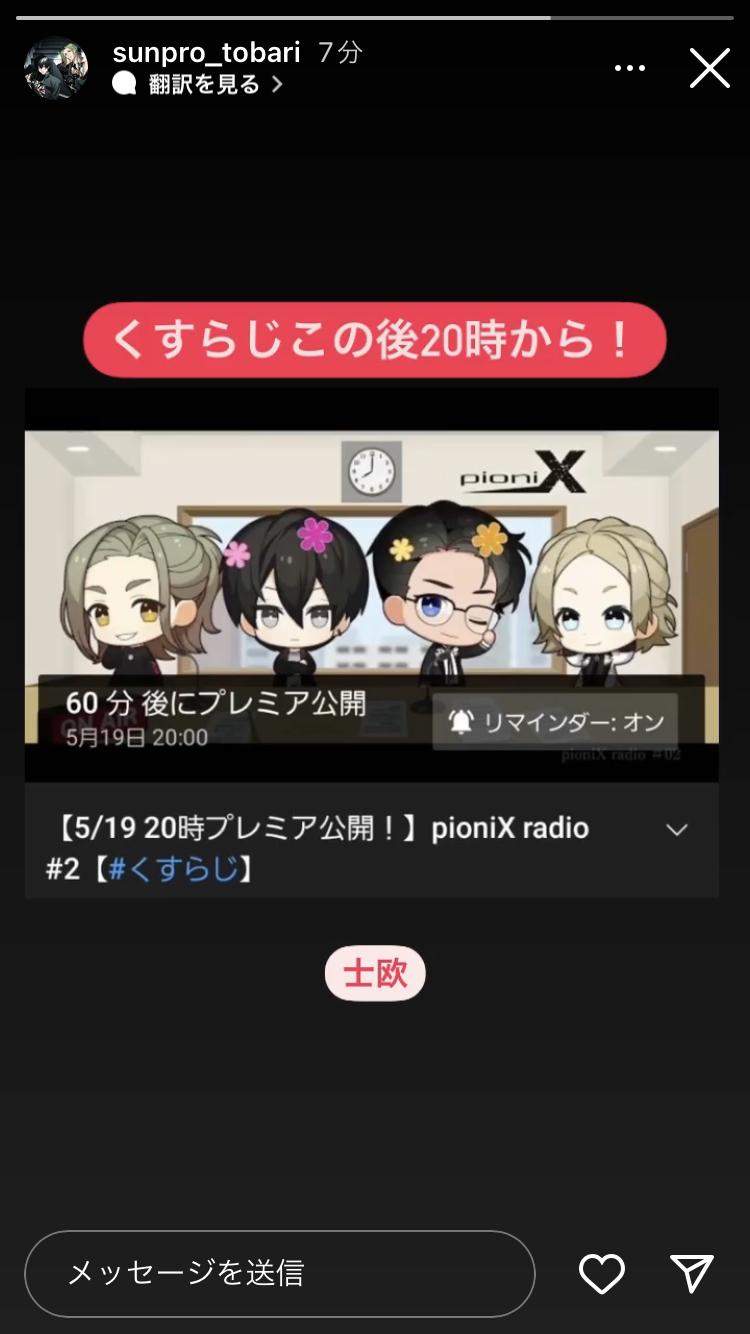 sunpro_tobari 7分
翻訳を見る
くすらじこの後20時から！
pioniX
60 分 後にプレミア公開
リマインダー: オン
ON AIR
5月19日 20:00
pioniX radio #02
【5/19 20時プレミア公開！】pioniX radio
#2【#くすらじ】
士欧
メッセージを送信